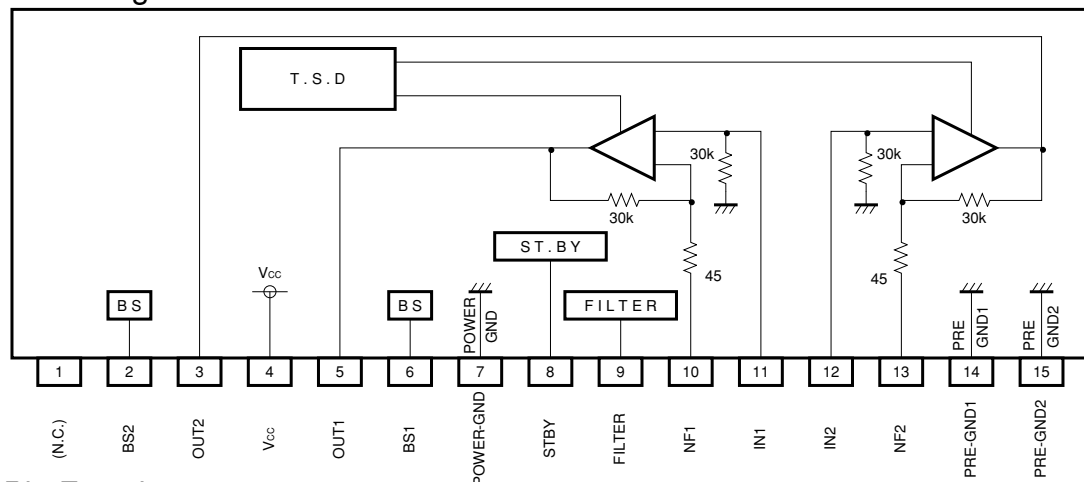 T.S.D
30k
30k
30k
30k
ST.BY
45
45
Vcc
BS
BS
POWER
GND
FILTER
PRE
GND1
PRE
GND2
1
2
3
4
5
6
7
8
9
10
11
12
13
14
15
(N.C.)
BS2
OUT2
Vcc
OUT1
BS1
POWER-GND
STBY
FILTER
NF1
IN1
IN2
NF2
PRE-GND1
PRE-GND2